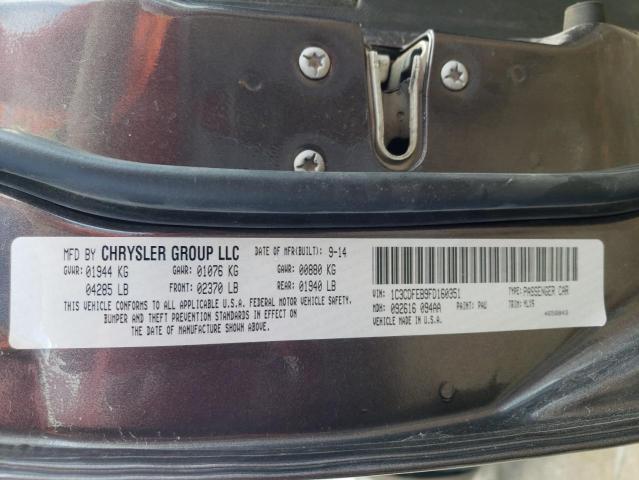 MFD BY CHRYSLER GROUP LLC DATE OF MFR(BUILT): 9-14
GVWR: 01944 KG GAWR: 01076 KG GAWR: 00880 KG
04285 LB FRONT: 02370 LB REAR: 01940 LB
THIS VEHICLE CONFORMS TO ALL APPLICABLE U.S.A. FEDERAL MOTOR VEHICLE SAFETY,
BUMPER AND THEFT PREVENTION STANDARDS IN EFFECT ON
THE DATE OF MANUFACTURE SHOWN ABOVE.
VIN: 1C3CDFEB9FD160351 TYPE: PASSENGER CAR
MDH: 092616 094AA PAINT: PAU TRIM:
VEHICLE MADE IN U.S.A.